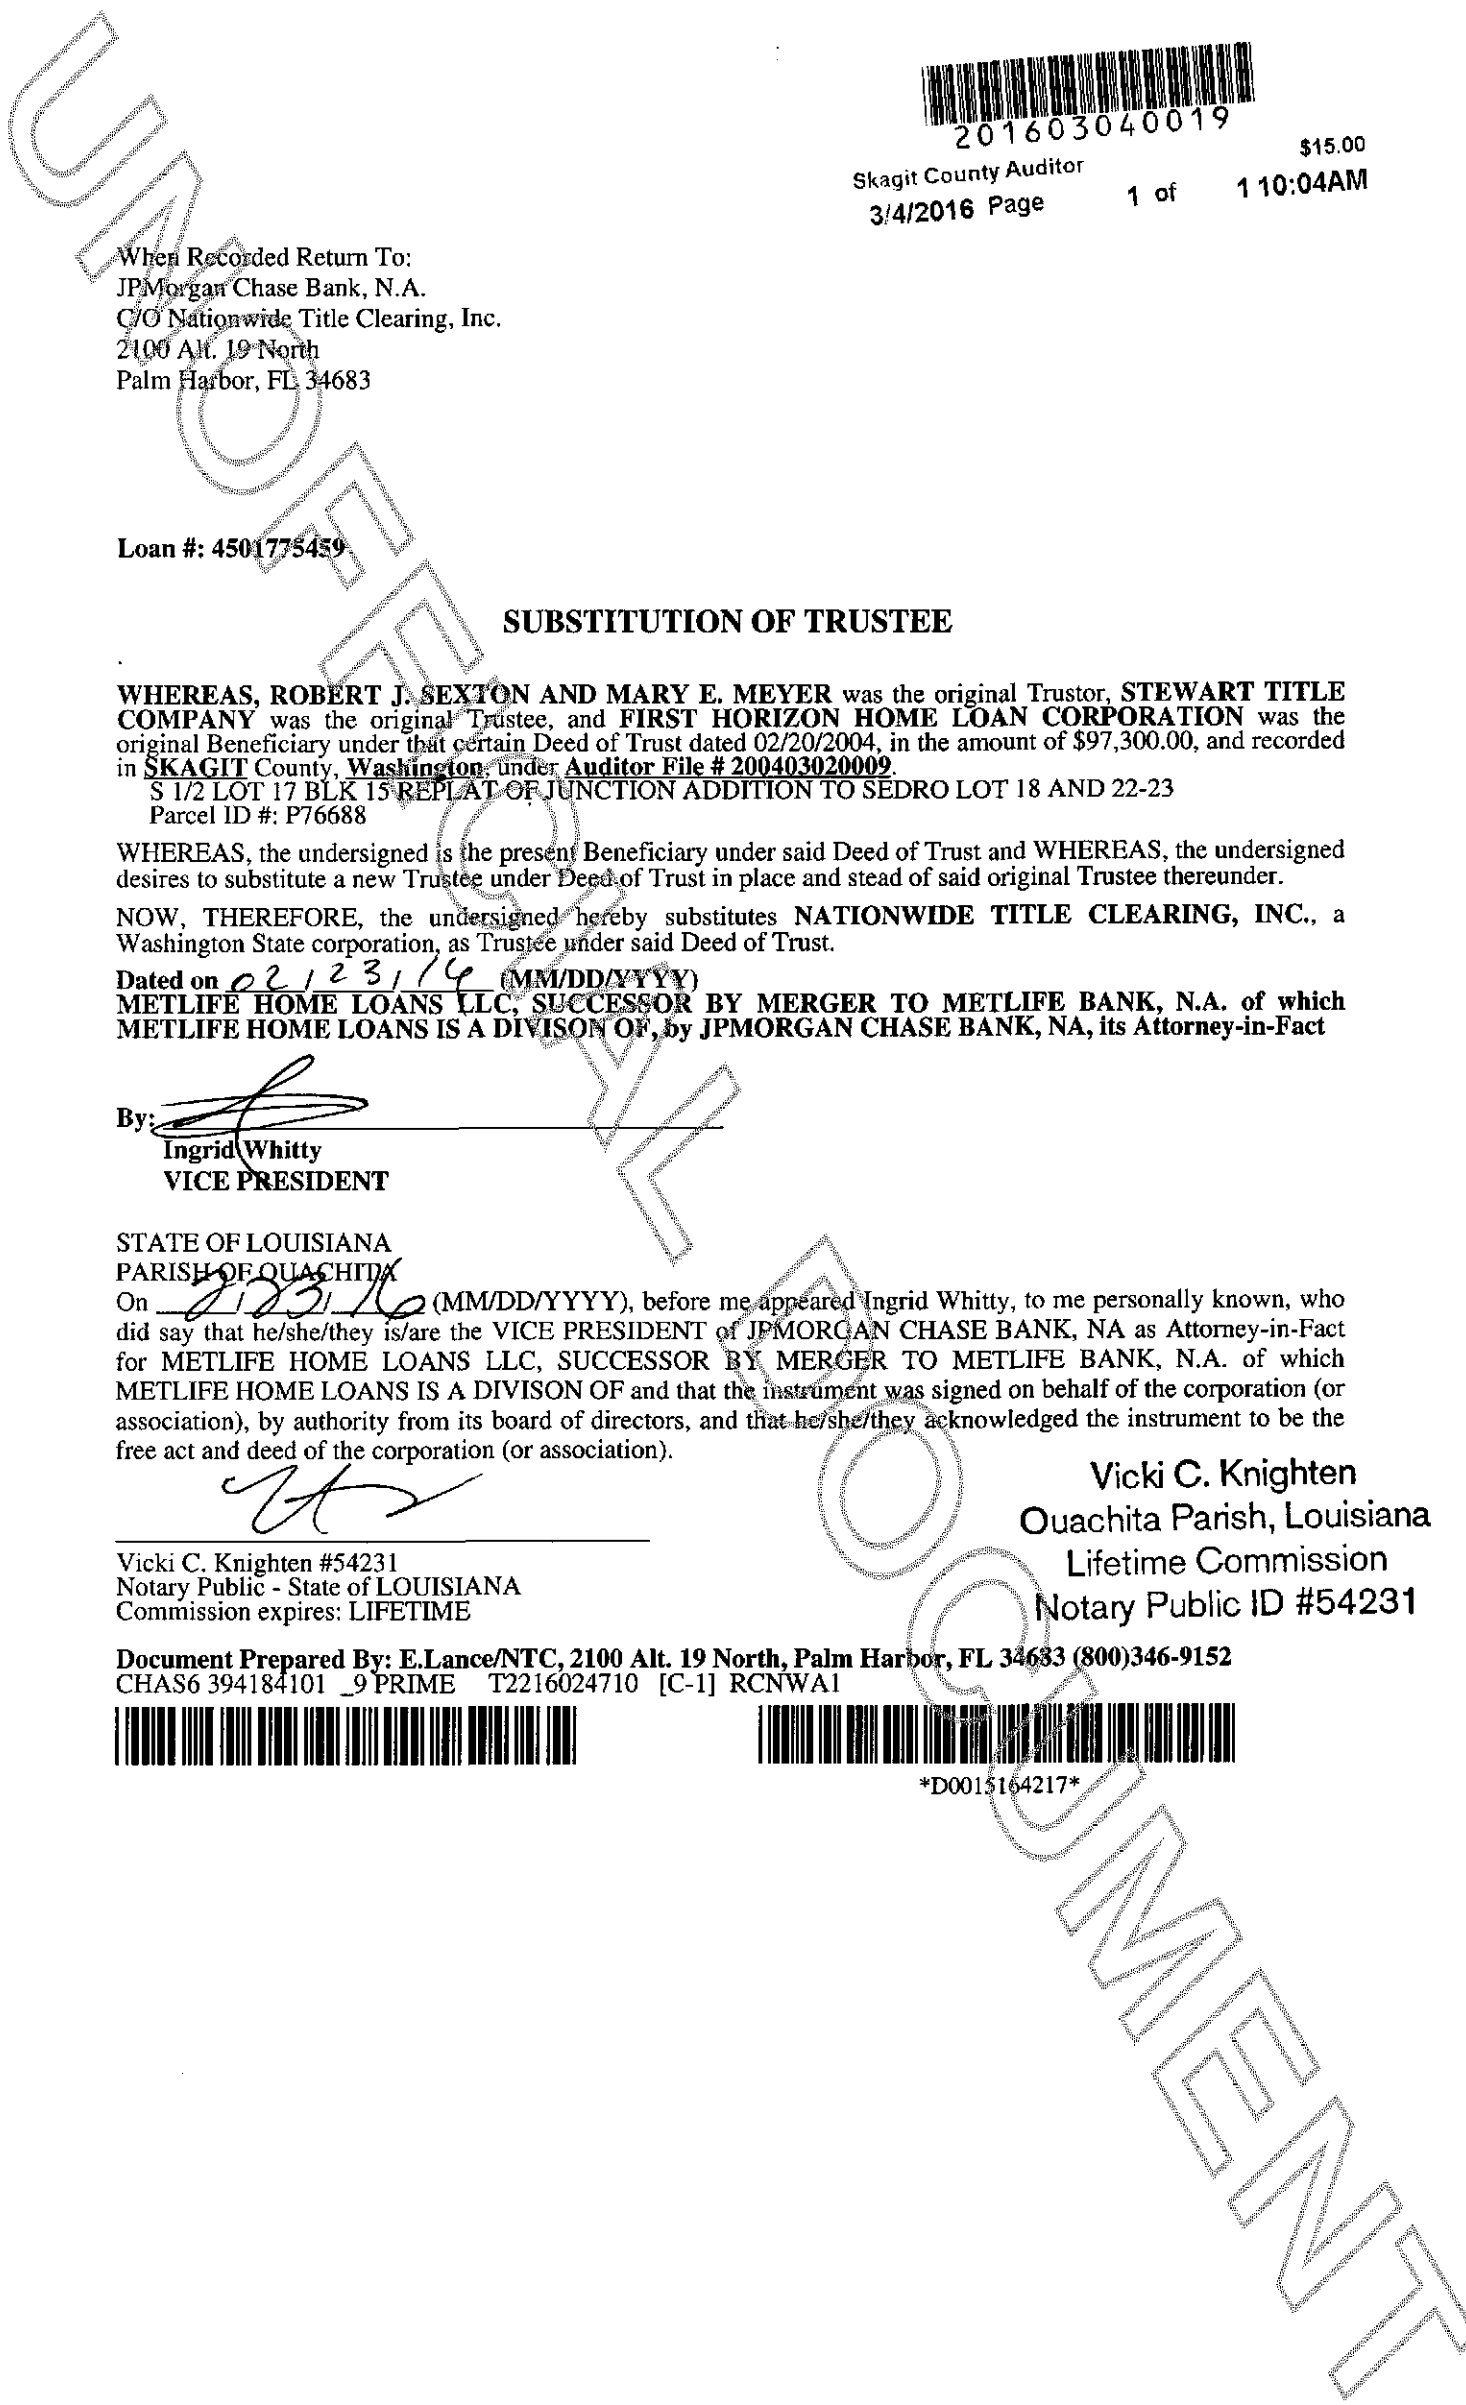 201603040019
Skagit County Auditor $15.00
3/4/2016 Page 1 of 1 10:04AM
When Recorded Return To:
JPMorgan Chase Bank, N.A.
C/O Nationwide Title Clearing, Inc.
2100 Alt. 19 North
Palm Harbor, FL 34683
Loan #: 4501775459
SUBSTITUTION OF TRUSTEE
WHEREAS, ROBERT J. SEXTON AND MARY E. MEYER was the original Trustor, STEWART TITLE
COMPANY was the original Trustee, and FIRST HORIZON HOME LOAN CORPORATION was the
original Beneficiary under that certain Deed of Trust dated 02/20/2004, in the amount of $97,300.00, and recorded
in SKAGIT County, Washington, under Auditor File # 200403020009.
S 1/2 LOT 17 BLK 15 REPLAT OF JUNCTION ADDITION TO SEDRO LOT 18 AND 22-23
Parcel ID #: P76688
WHEREAS, the undersigned is the present Beneficiary under said Deed of Trust and WHEREAS, the undersigned
desires to substitute a new Trustee under Deed of Trust in place and stead of said original Trustee thereunder.
NOW, THEREFORE, the undersigned hereby substitutes NATIONWIDE TITLE CLEARING, INC., a
Washington State corporation, as Trustee under said Deed of Trust.
Dated on 02/23/16 (MM/DD/YYYY)
METLIFE HOME LOANS LLC, SUCCESSOR BY MERGER TO METLIFE BANK, N.A. of which
METLIFE HOME LOANS IS A DIVISON OF, by JPMORGAN CHASE BANK, NA, its Attorney-in-Fact
By:
Ingrid Whitty
VICE PRESIDENT
STATE OF LOUISIANA
PARISH OF OUACHITA
On 2/23/16 (MM/DD/YYYY), before me appeared Ingrid Whitty, to me personally known, who
did say that he/she/they is/are the VICE PRESIDENT of JPMORGAN CHASE BANK, NA as Attorney-in-Fact
for METLIFE HOME LOANS LLC, SUCCESSOR BY MERGER TO METLIFE BANK, N.A. of which
METLIFE HOME LOANS IS A DIVISON OF and that the instrument was signed on behalf of the corporation (or
association), by authority from its board of directors, and that he/she/they acknowledged the instrument to be the
free act and deed of the corporation (or association).
Vicki C. Knighten
Ouachita Parish, Louisiana
Lifetime Commission
Notary Public ID #54231
Vicki C. Knighten #54231
Notary Public - State of LOUISIANA
Commission expires: LIFETIME
Document Prepared By: E.Lance/NTC, 2100 Alt. 19 North, Palm Harbor, FL 34683 (800)346-9152
CHAS6 394184101 _9 PRIME T2216024710 [C-1] RCNWA1
*D0015164217*
UNOFFICIAL DOCUMENT